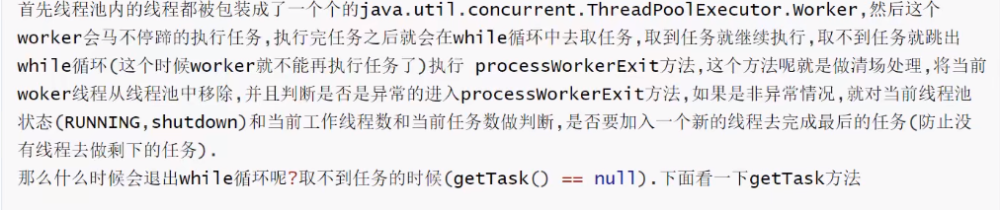 首先线程池内的线程都被包装成了一个个的java.util.concurrent.ThreadPoolExecutor.Worker,然后这个
worker会马不停蹄的执行任务,执行完任务之后就会在while循环中去取任务,取到任务就继续执行,取不到任务就跳出
while循环(这个时候worker就不能再执行任务了)执行 processWorkerExit方法,这个方法呢就是做清场处理,将当前
woker线程从线程池中移除,并且判断是否是异常的进入processWorkerExit方法,如果是非异常情况,就对当前线程池
状态(RUNNING,shutdown)和当前工作线程数和当前任务数做判断,是否要加入一个新的线程去完成最后的任务(防止没
有线程去做剩下的任务).
那么什么时候会退出while循环呢?取不到任务的时候(getTask() == null).下面看一下getTask方法